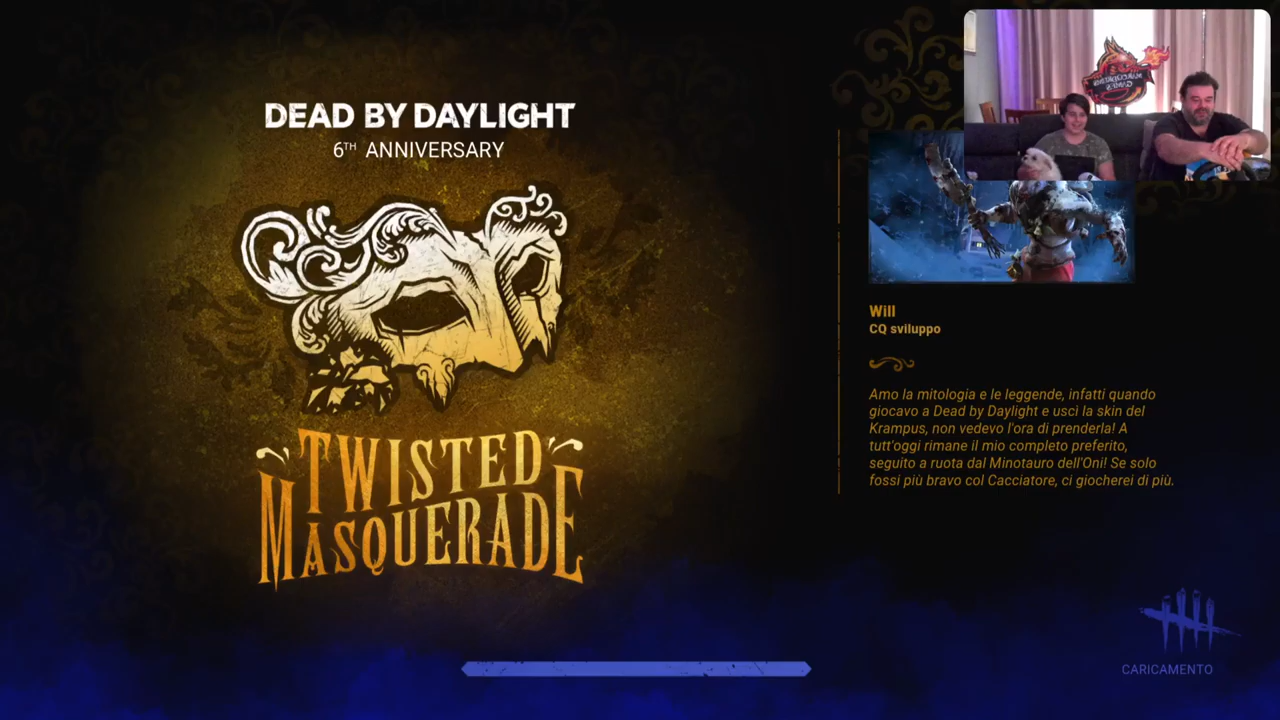 DEAD BY DAYLIGHT
6TH ANNIVERSARY
TWISTED
MASQUERADE
Will
CQ sviluppo
Amo la mitologia e le leggende, infatti quando
giocavo a Dead by Daylight e uscì la skin del
Krampus, non vedevo l'ora di prenderla! A
tutt'oggi rimane il mio completo preferito,
seguito a ruota dal Minotauro dell'Oni! Se solo
fossi più bravo col Cacciatore, ci giocherei di più.
CARICAMENTO